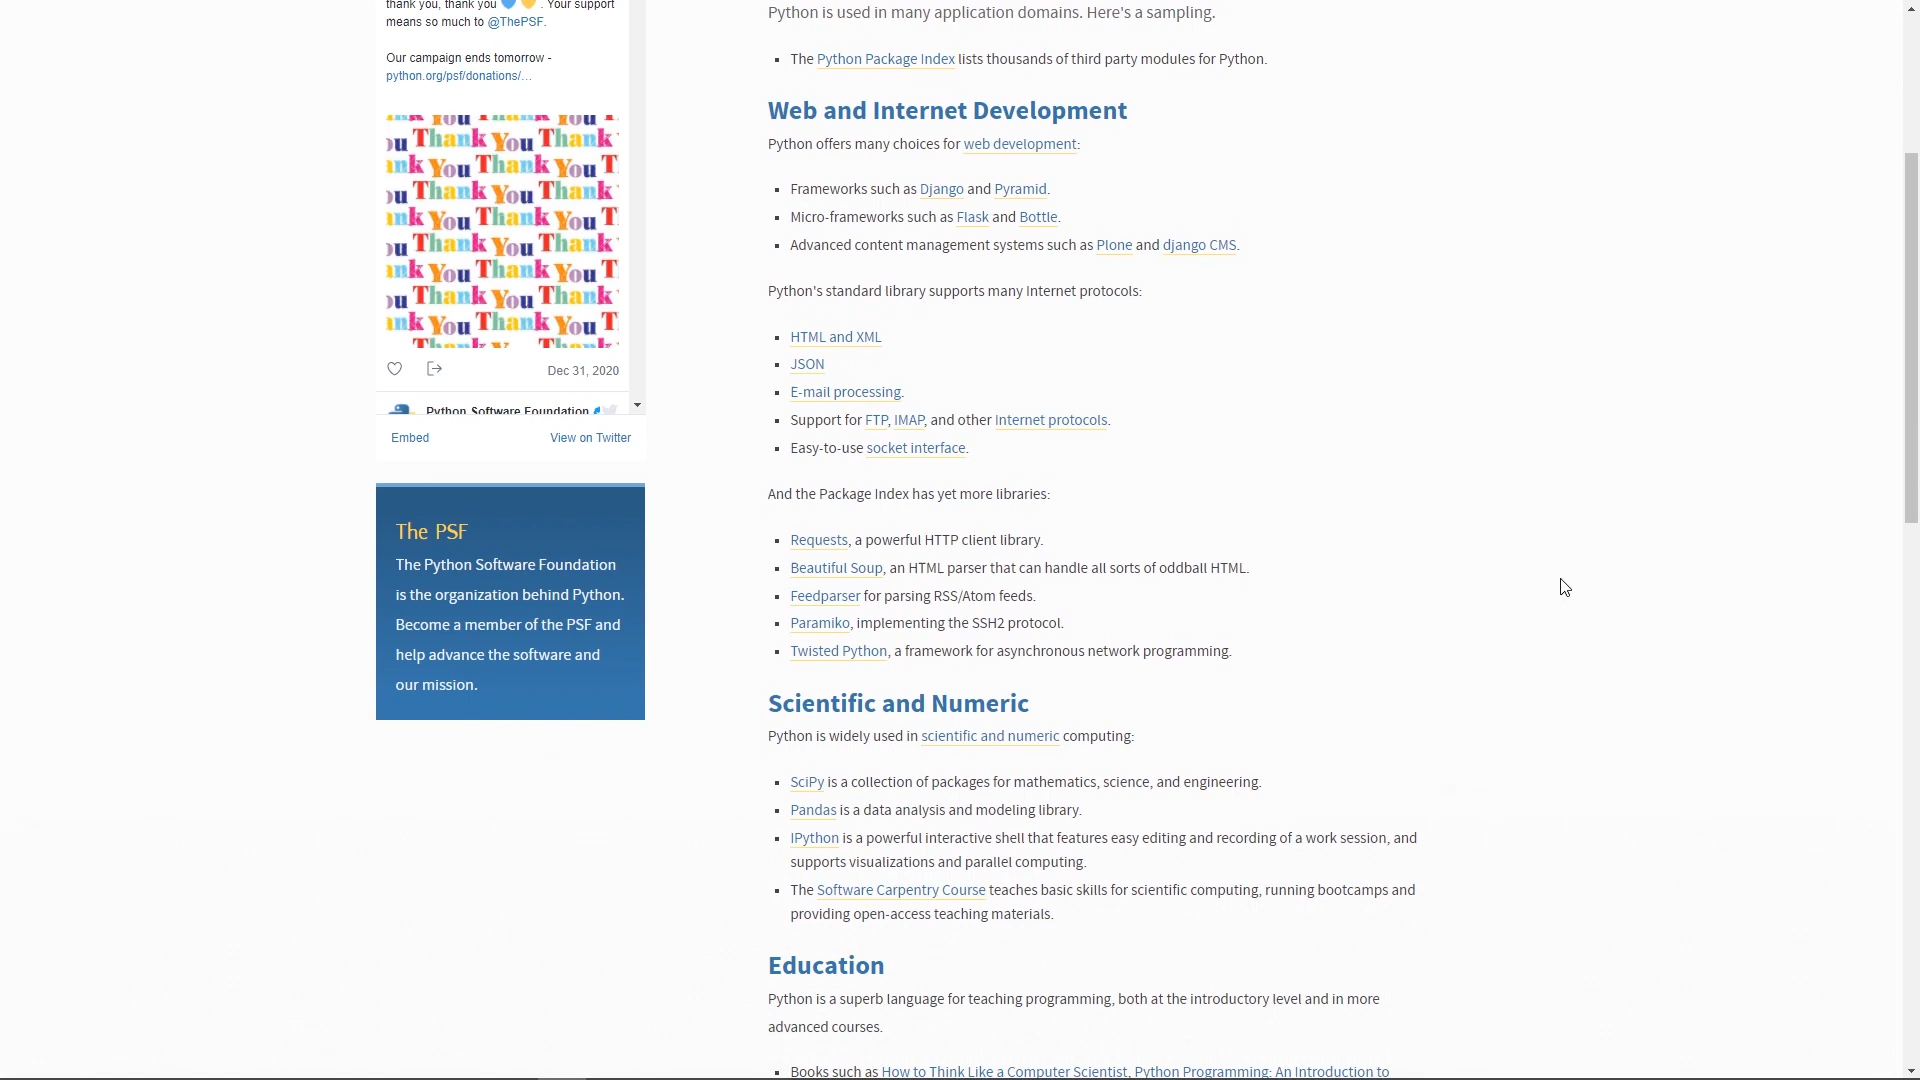 thank you, thank you 💙 💛 . Your support
means so much to @ThePSF.
Our campaign ends tomorrow -
python.org/psf/donations/…
ou Thank You Thank
ank You Thank You T
ou Thank You Thank
ank You Thank You T
ou Thank You Thank
ank You Thank You T
ou Thank You Thank
ank You Thank You T
Dec 31, 2020
Python Software Foundation
Embed
View on Twitter
The PSF
The Python Software Foundation
is the organization behind Python.
Become a member of the PSF and
help advance the software and
our mission.
Python is used in many application domains. Here's a sampling.
▪ The Python Package Index lists thousands of third party modules for Python.
Web and Internet Development
Python offers many choices for web development:
▪ Frameworks such as Django and Pyramid.
▪ Micro-frameworks such as Flask and Bottle.
▪ Advanced content management systems such as Plone and django CMS.
Python's standard library supports many Internet protocols:
▪ HTML and XML
▪ JSON
▪ E-mail processing.
▪ Support for FTP, IMAP, and other Internet protocols.
▪ Easy-to-use socket interface.
And the Package Index has yet more libraries:
▪ Requests, a powerful HTTP client library.
▪ Beautiful Soup, an HTML parser that can handle all sorts of oddball HTML.
▪ Feedparser for parsing RSS/Atom feeds.
▪ Paramiko, implementing the SSH2 protocol.
▪ Twisted Python, a framework for asynchronous network programming.
Scientific and Numeric
Python is widely used in scientific and numeric computing:
▪ SciPy is a collection of packages for mathematics, science, and engineering.
▪ Pandas is a data analysis and modeling library.
▪ IPython is a powerful interactive shell that features easy editing and recording of a work session, and
supports visualizations and parallel computing.
▪ The Software Carpentry Course teaches basic skills for scientific computing, running bootcamps and
providing open-access teaching materials.
Education
Python is a superb language for teaching programming, both at the introductory level and in more
advanced courses.
▪ Books such as How to Think Like a Computer Scientist, Python Programming: An Introduction to